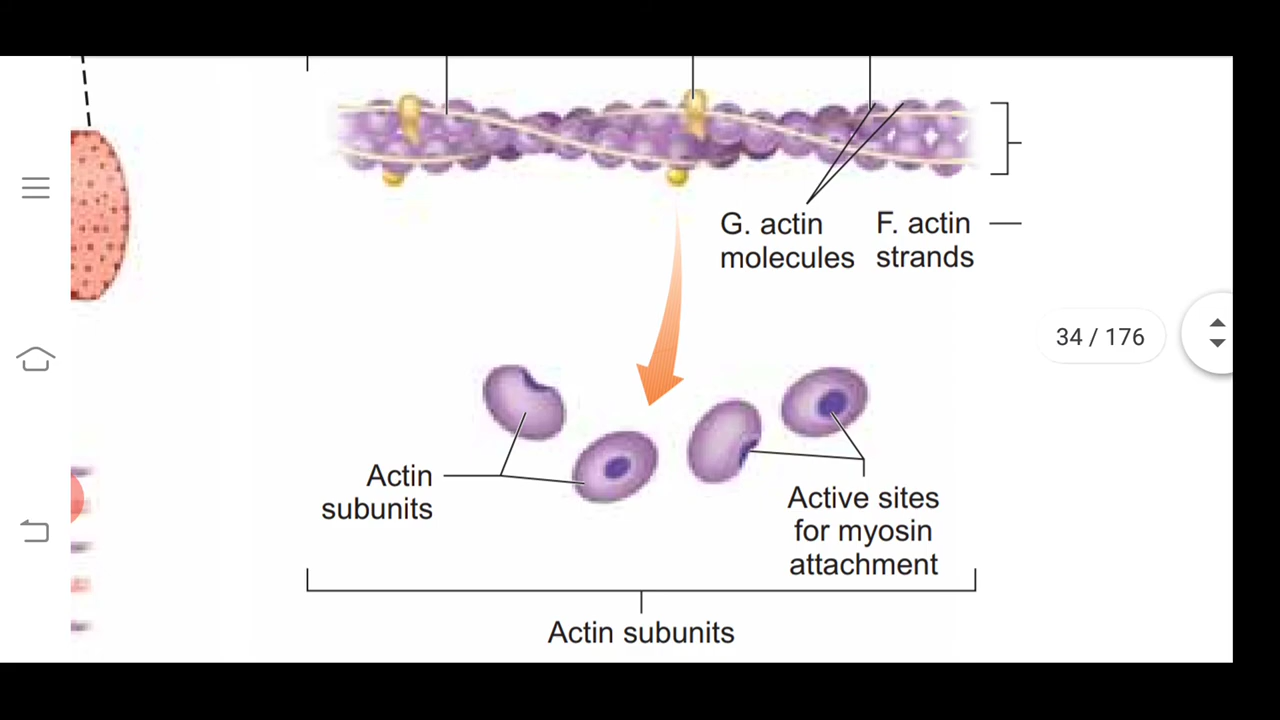 G. actin F. actin
molecules strands
34 / 176
Actin
subunits
Active sites
for myosin
attachment
Actin subunits